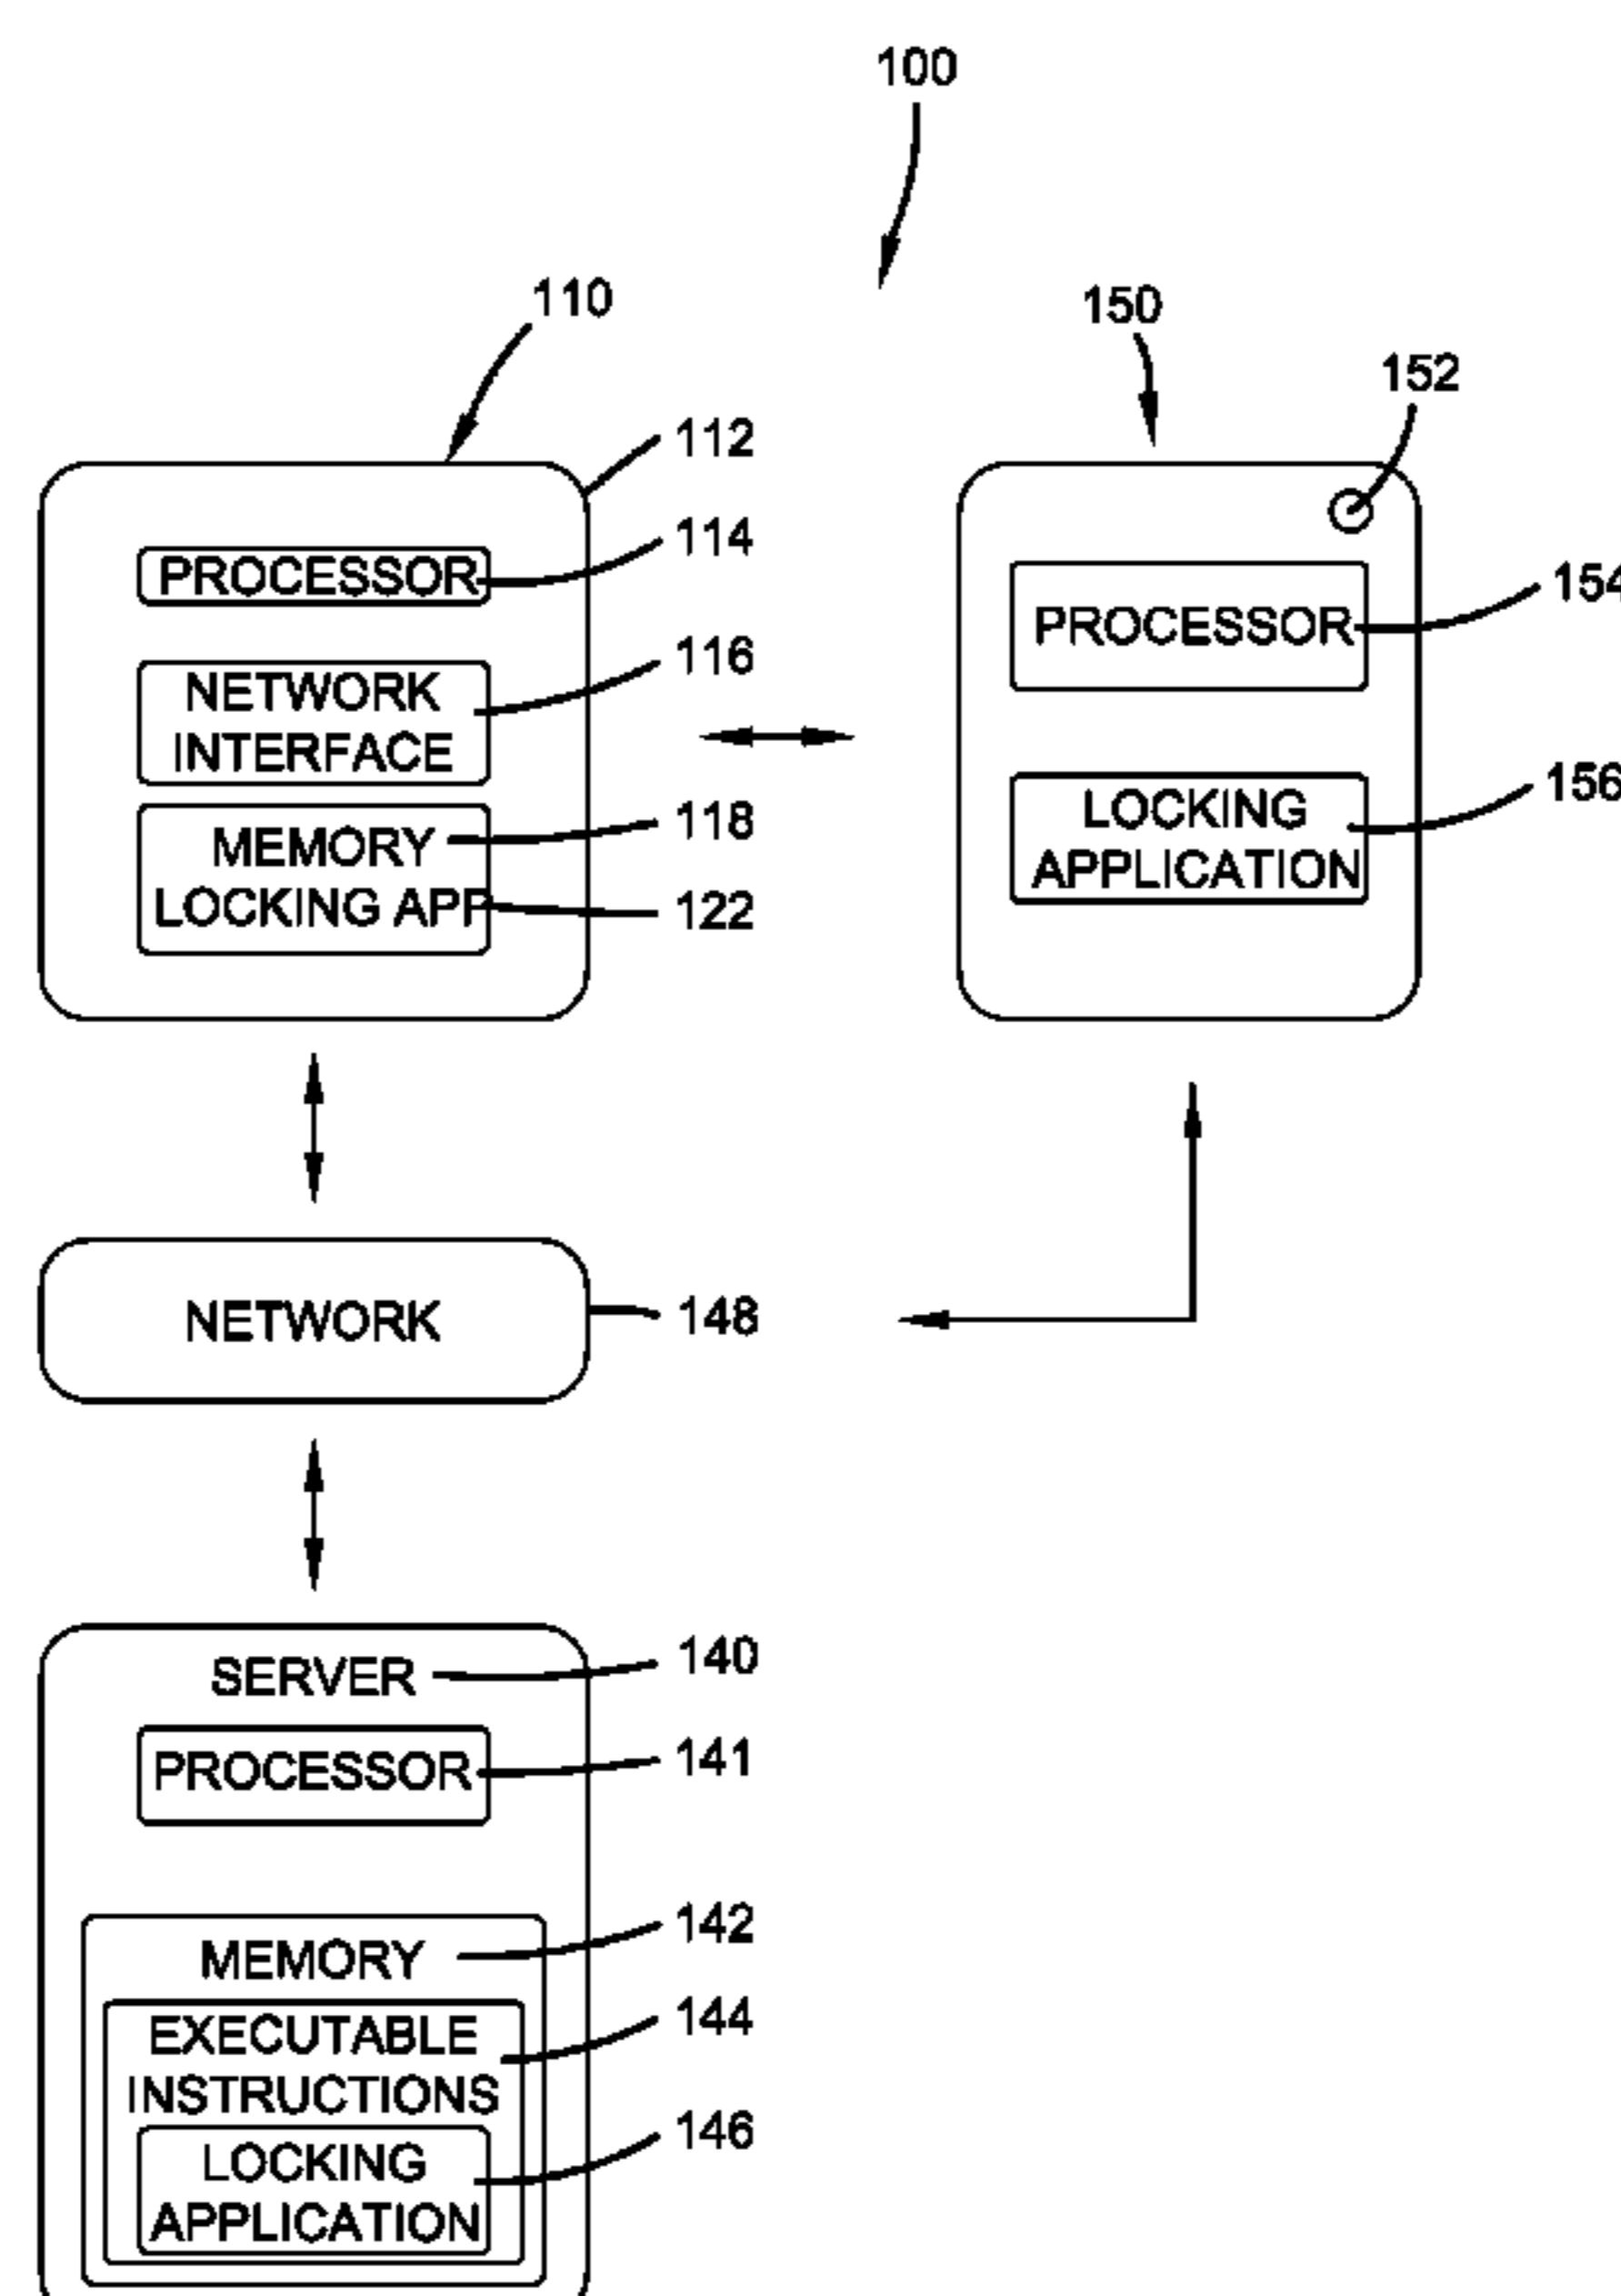 100
110
150
152
112
PROCESSOR
114
PROCESSOR
154
NETWORK
INTERFACE
116
LOCKING
APPLICATION
156
MEMORY
118
LOCKING APP
122
NETWORK
148
SERVER
140
PROCESSOR
141
MEMORY
142
EXECUTABLE
INSTRUCTIONS
144
LOCKING
APPLICATION
146